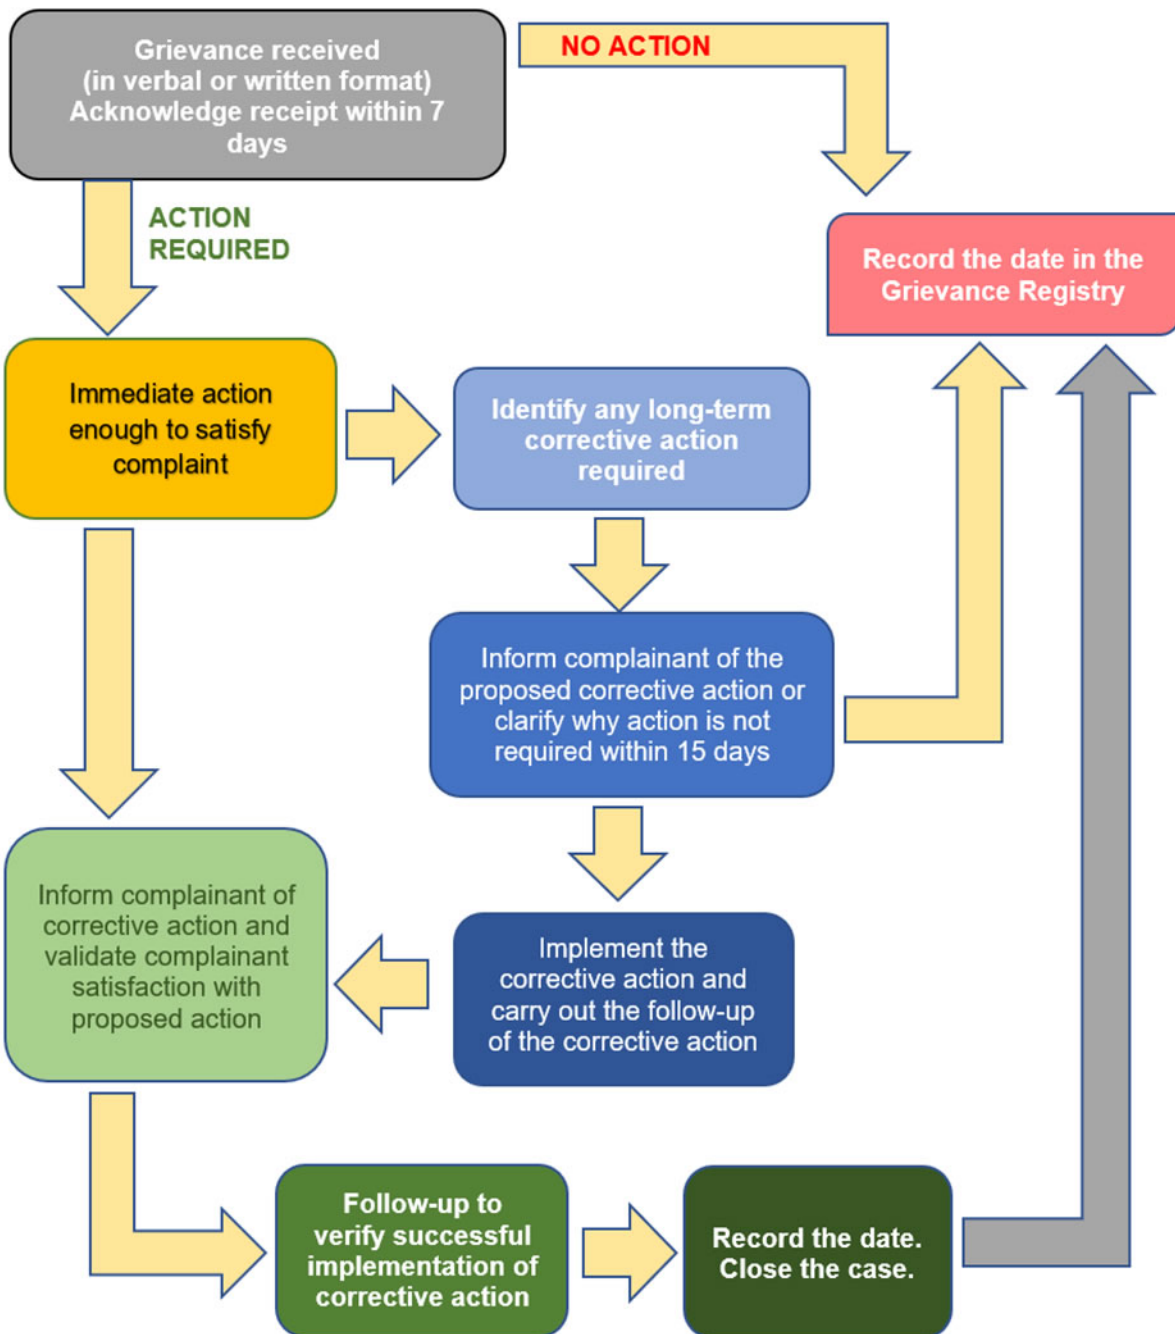 Grievance received
(in verbal or written format)
Acknowledge receipt within 7
days
NO ACTION
ACTION
REQUIRED
Record the date in the
Grievance Registry
Immediate action
enough to satisfy
complaint
Identify any long-term
corrective action
required
Inform complainant of the
proposed corrective action or
clarify why action is not
required within 15 days
Inform complainant of
corrective action and
validate complainant
satisfaction with
proposed action
Implement the
corrective action and
carry out the follow-up
of the corrective action
Follow-up to
verify successful
implementation of
corrective action
Record the date.
Close the case.